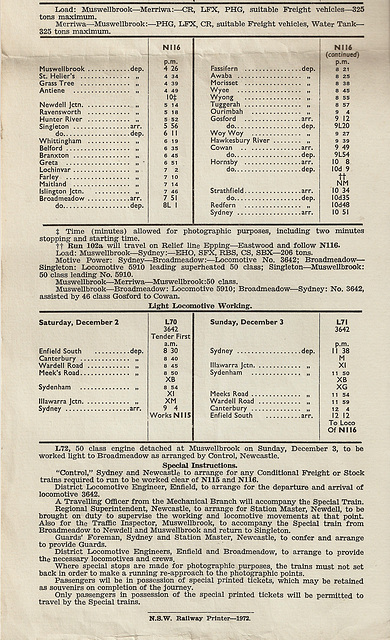 Load: Muswellbrook—Merriwa:—CR, LFX, PHG, suitable Freight vehicles—325
tons maximum.
Merriwa—Muswellbrook:—PHG, LFX, CR, suitable Freight vehicles, Water Tank—
325 tons maximum.
N116
p.m.
Muswellbrook dep. 4 26
St. Helier's „ 4 34
Grass Tree „ 4 39
Antiene „ 4 49
10‡
Newdell Jctn. „ 5 14
Ravensworth „ 5 18
Hunter River „ 5 52
Singleton arr. 5 56
do. dep. 6 11
Whittingham „ 6 19
Belford „ 6 35
Branxton „ 6 45
Greta „ 6 51
Lochinvar „ 7 2
Farley „ 7 10
Maitland „ 7 14
Islington Jctn. „ 7 46
Broadmeadow arr. 7 51
do. dep. 8L 1
N116
(continued)
p.m.
Fassifern dep. 8 21
Awaba „ 8 25
Morisset „ 8 38
Wyee „ 8 45
Wyong „ 8 55
Tuggerah „ 8 57
Ourimbah „ 9 4
Gosford arr. 9 12
do. dep. 9L20
Woy Woy „ 9 27
Hawkesbury River „ 9 39
Cowan arr. 9 49
do. dep. 9L54
Hornsby arr. 10 8
do. dep. 10d 9
††
NM
Strathfield arr. 10 34
do. dep. 10d35
Redfern „ 10d48
Sydney arr. 10 51
‡ Time (minutes) allowed for photographic purposes, including two minutes
stopping and starting time.
†† Run 102a will travel on Relief line Epping—Eastwood and follow N116.
Load: Muswellbrook—Sydney:—EHO, SFX, RBS, CS, SBX—206 tons.
Motive Power: Sydney—Broadmeadow:—Locomotive No. 3642; Broadmeadow—
Singleton: Locomotive 5910 leading superheated 50 class; Singleton—Muswellbrook:
50 class leading No. 5910.
Muswellbrook—Merriwa—Muswellbrook:50 class.
Muswellbrook—Broadmeadow: Locomotive 5910; Broadmeadow—Sydney: No. 3642,
assisted by 46 class Gosford to Cowan.
Light Locomotive Working.
Saturday, December 2
L70
3642
Tender First
a.m.
Enfield South dep. 8 30
Canterbury „ 8 40
Wardell Road „ 8 45
Meek's Road „ 8 50
XB
Sydenham „ 8 54
XI
Illawarra Jctn. „ XM
Sydney arr. 9 4
Works N115
Sunday, December 3
L71
3642
p.m.
Sydney dep. 11 38
M
Illawarra Jctn. „ XI
Sydenham „ 11 50
XB
XG
Meeks Road „ 11 54
Wardell Road „ 11 59
Canterbury „ 12 4
Enfield South arr. 12 12
To Loco
Of N116
L72, 50 class engine detached at Muswellbrook on Sunday, December 3, to be
worked light to Broadmeadow as arranged by Control, Newcastle.
Special Instructions.
"Control," Sydney and Newcastle to arrange for any Conditional Freight or Stock
trains required to run to be worked clear of N115 and N116.
District Locomotive Engineer, Enfield, to arrange for the departure and arrival of
locomotive 3642.
A Travelling Officer from the Mechanical Branch will accompany the Special Train.
Regional Superintendent, Newcastle, to arrange for Station Master, Newdell, to be
brought on duty to supervise the working and locomotive movements at that point.
Also for the Traffic Inspector, Muswellbrook, to accompany the Special train from
Broadmeadow to Newdell and Muswellbrook and return to Singleton.
Guards' Foreman, Sydney and Station Master, Newcastle, to confer and arrange
to provide Guards.
District Locomotive Engineers, Enfield and Broadmeadow, to arrange to provide
the necessary locomotives and crews.
Where special stops are made for photographic purposes, the trains must not set
back in order to make a running re-approach to the photographic points.
Passengers will be in possession of special printed tickets, which may be retained
as souvenirs on completion of the journey.
Only passengers in possession of the special printed tickets will be permitted to
travel by the Special trains.
N.S.W. Railway Printer—1972.